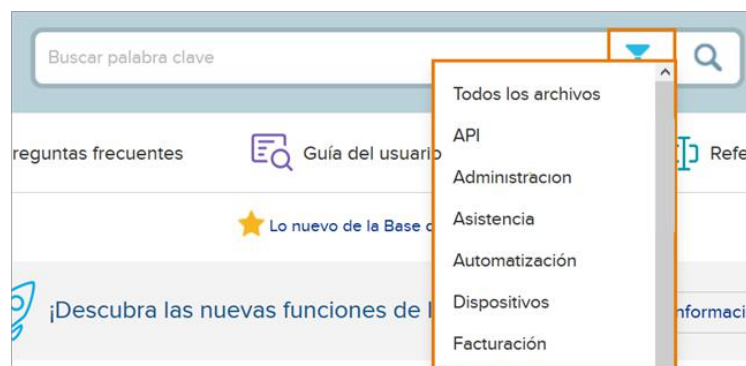 Buscar palabra clave
Todos los archivos
API
reguntas frecuentes
Guía del usuario
Refe
Administracion
Lo nuevo de la Base d
Asistencia
Automatización
¡Descubra las nuevas funciones de l
Dispositivos
nformaci
Facturación